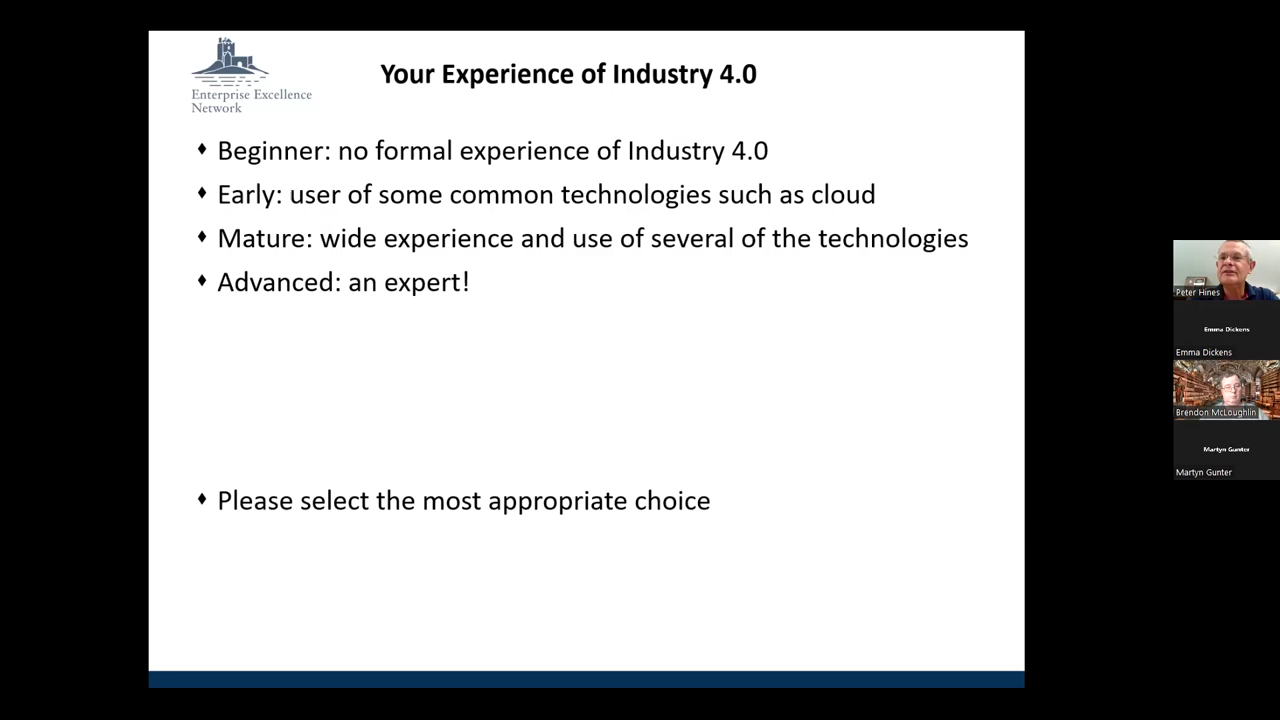 Enterprise Excellence
Network
Your Experience of Industry 4.0
Beginner: no formal experience of Industry 4.0
Early: user of some common technologies such as cloud
Mature: wide experience and use of several of the technologies
Advanced: an expert!
Please select the most appropriate choice
Peter Hines
Emma Dickens
Emma Dickens
Brendon McLoughlin
Martyn Gunter
Martyn Gunter